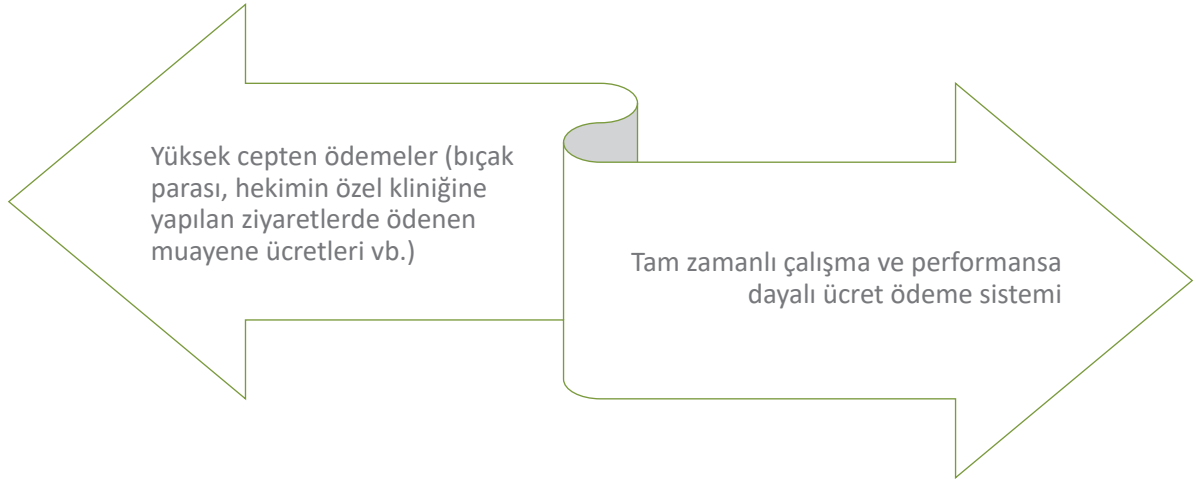 Yüksek cepten ödemeler (bıçak
parası, hekimin özel kliniğine
yapılan ziyaretlerde ödenen
muayene ücretleri vb.)
Tam zamanlı çalışma ve performansa
dayalı ücret ödeme sistemi